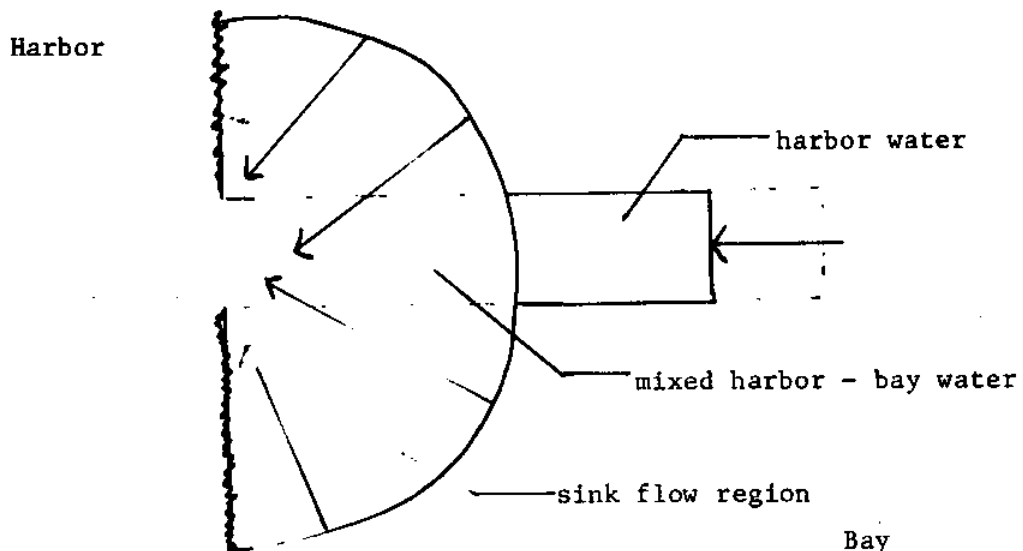 Harbor
harbor water
mixed harbor - bay water
sink flow region
Bay